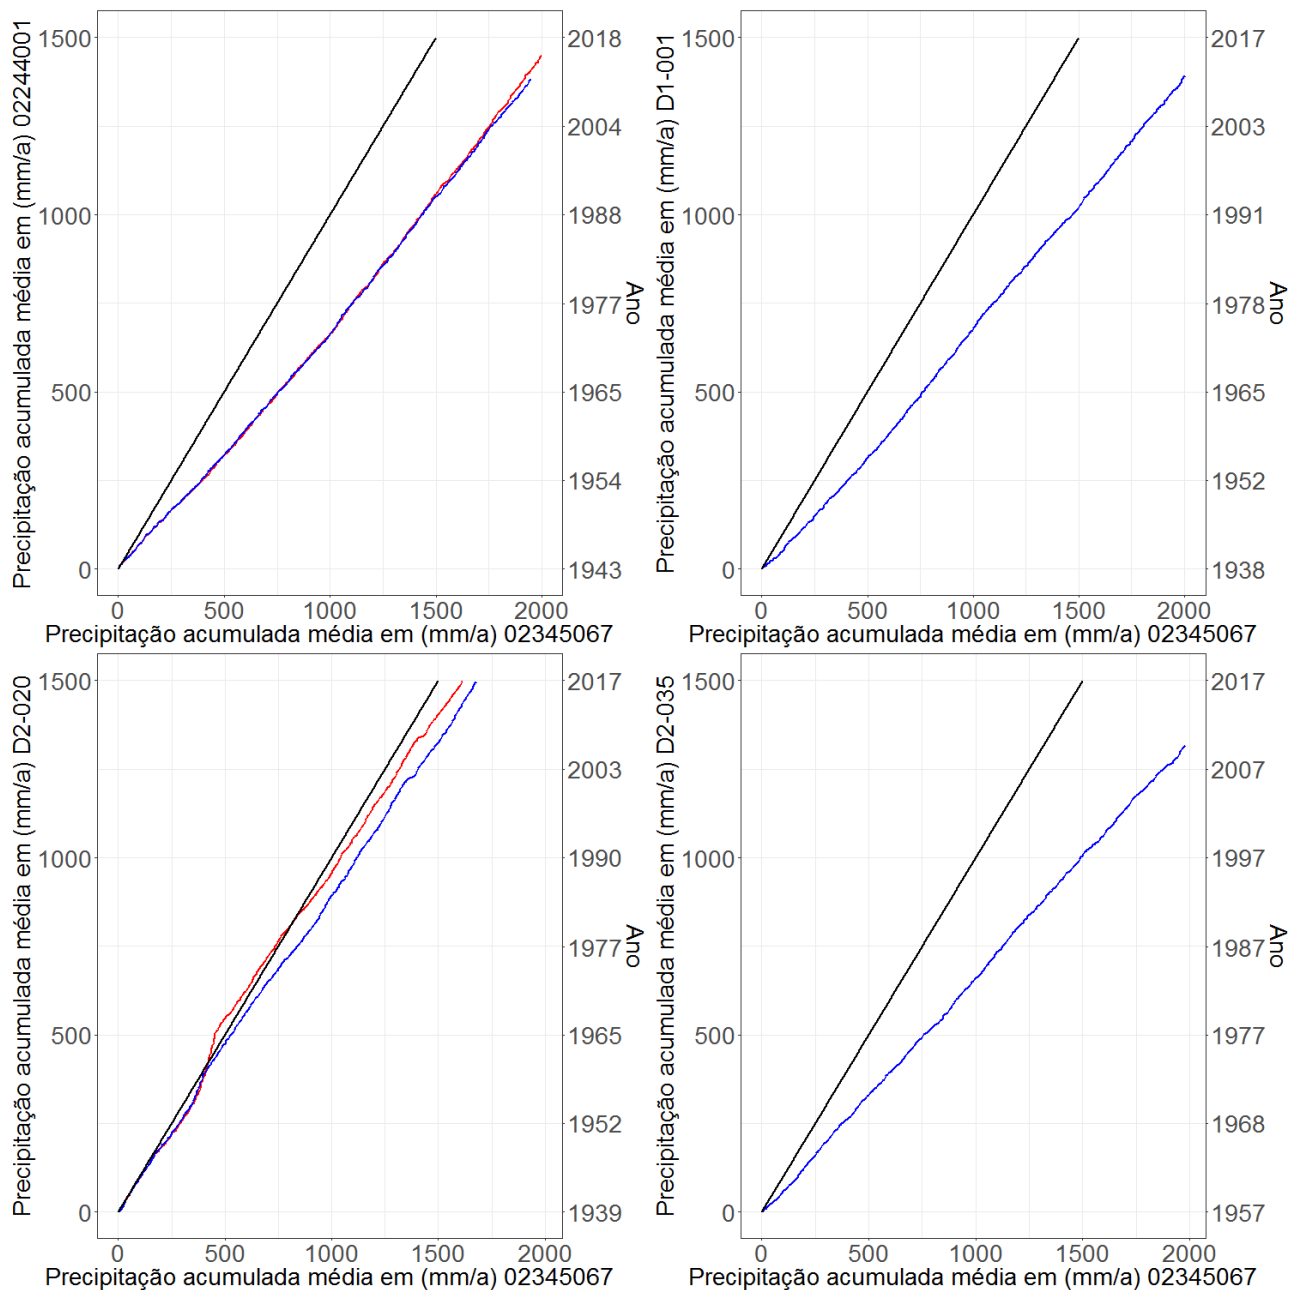 Precipitação acumulada média em (mm/a) 02244001
1500
1000
500
0
2018
2004
1988
1977
1965
1954
1943
Ano
0 500 1000 1500 2000
Precipitação acumulada média em (mm/a) 02345067
Precipitação acumulada média em (mm/a) D1-001
1500
1000
500
0
2017
2003
1991
1978
1965
1952
1938
Ano
0 500 1000 1500 2000
Precipitação acumulada média em (mm/a) 02345067
Precipitação acumulada média em (mm/a) D2-020
1500
1000
500
0
2017
2003
1990
1977
1965
1952
1939
Ano
0 500 1000 1500 2000
Precipitação acumulada média em (mm/a) 02345067
Precipitação acumulada média em (mm/a) D2-035
1500
1000
500
0
2017
2007
1997
1987
1977
1968
1957
Ano
0 500 1000 1500 2000
Precipitação acumulada média em (mm/a) 02345067